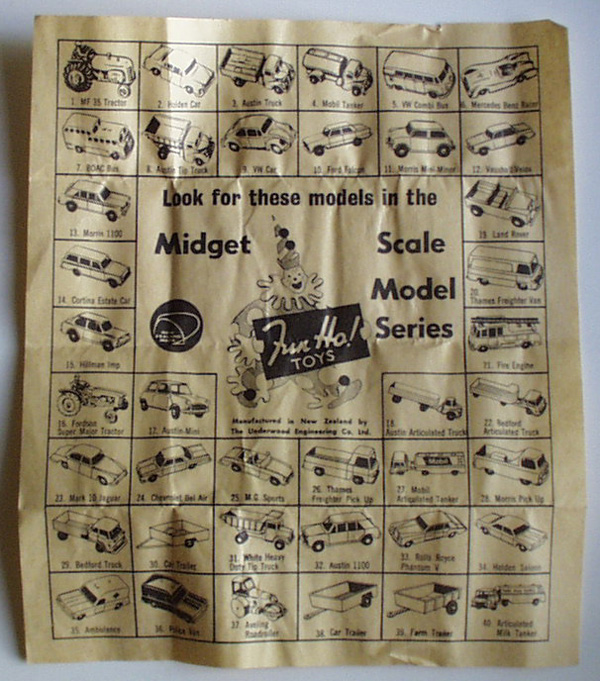 1. MF 35 Tractor
2. Holden Car
3. Austin Truck
4. Mobil Tanker
5. VW Combi Bus
6. Mercedes Benz Racer
7. BOAC Bus
8. Austin Tip Truck
9. VW Car
10. Ford Falcon
11. Morris Mini-Minor
12. Vauxhall Velox
Look for these models in the
13. Morris 1100
19. Land Rover
Midget Scale
14. Cortina Estate Car
20.
Thames Freighter Van
Model
Fun Ho!
TOYS
Series
15. Hillman Imp
21. Fire Engine
16. Fordson
Super Major Tractor
17. Austin-Mini
Manufactured in New Zealand by
The Underwood Engineering Co. Ltd.
18.
Austin Articulated Truck
22. Bedford
Articulated Truck
23. Mark 10 Jaguar
24. Chevrolet Bel Air
25. M.G. Sports
26. Thames
Freighter Pick Up
27. Mobil
Articulated Tanker
28. Morris Pick Up
29. Bedford Truck
30. Car Trailer
31. White Heavy
Duty Tip Truck
32. Austin 1100
33. Rolls Royce
Phantom V
34. Holden Saloon
35. Ambulance
36. Police Van
37. Aveling
Roadroller
38. Car Trailer
39. Farm Trailer
40. Articulated
Milk Tanker